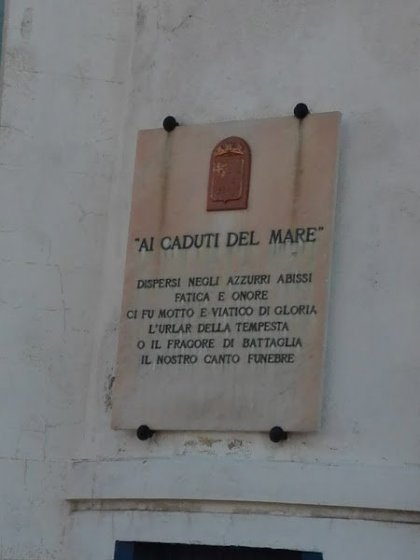 "AI CADUTI DEL MARE"
DISPERSI NEGLI AZZURRI ABISSI
FATICA E ONORE
CI FU MOTTO E VIATICO DI GLORIA
L'URLAR DELLA TEMPESTA
O IL FRAGORE DI BATTAGLIA
IL NOSTRO CANTO FUNEBRE